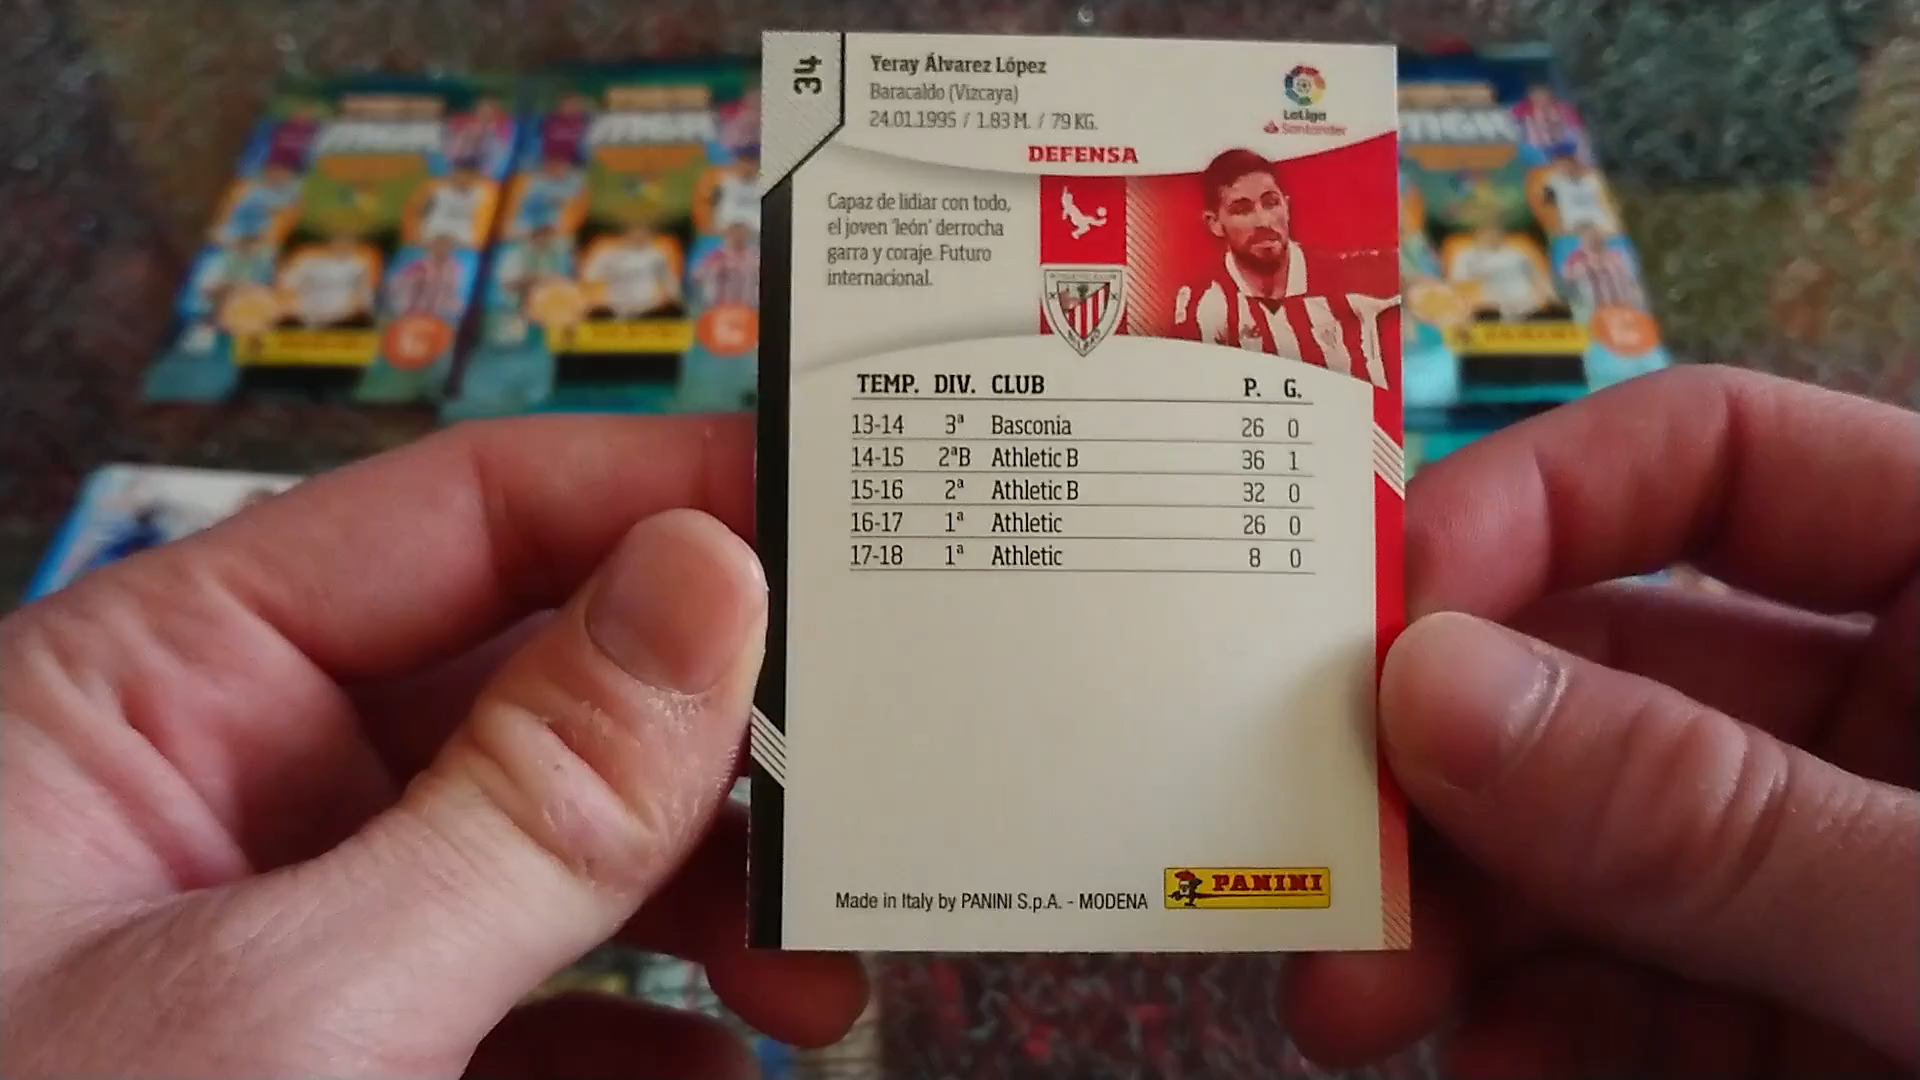 34
Yeray Álvarez López
Baracaldo (Vizcaya)
24.01.1995 / 1.83 M. / 79 KG.
LaLiga
Santander
DEFENSA
Capaz de lidiar con todo,
el joven 'león' derrocha
garra y coraje. Futuro
internacional.
TEMP. DIV. CLUB P. G.
13-14 3ª Basconia 26 0
14-15 2ªB Athletic B 36 1
15-16 2ª Athletic B 32 0
16-17 1ª Athletic 26 0
17-18 1ª Athletic 8 0
Made in Italy by PANINI S.p.A. - MODENA
PANINI